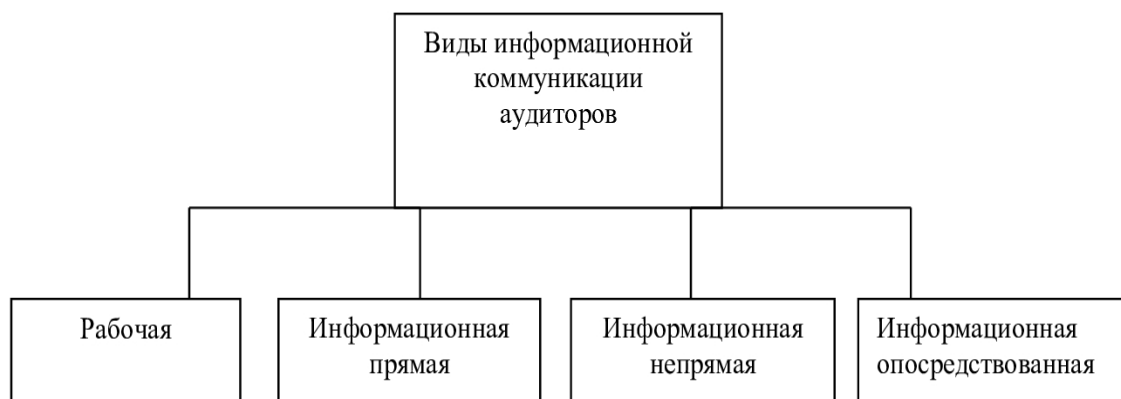 Виды информационной
коммуникации
аудиторов
Рабочая
Информационная
прямая
Информационная
непрямая
Информационная
опосредствованная